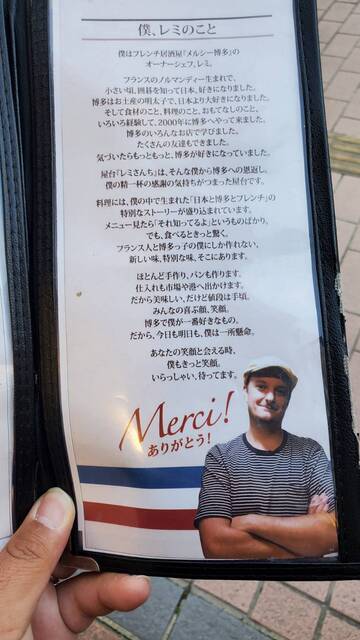 僕、レミのこと
僕はフレンチ居酒屋『メルシー博多』の
オーナーシェフ、レミ。
フランスのノルマンディー生まれで、
小さい頃、囲碁を知って日本、好きになりました。
博多はお土産の明太子で、日本より大好きになりました。
そして食材のこと、料理のこと、おもてなしのこと、
いろいろ経験して、2000年に博多へやって来ました。
博多のいろんなお店で学びました。
たくさんの友達もできました。
気づいたらもっともっと、博多が好きになっていました。
屋台『レミさんち』は、そんな僕から博多への恩返し。
僕の精一杯の感謝の気持ちがつまった屋台です。
料理には、僕の中で生まれた「日本と博多とフレンチ」の
特別なストーリーが盛り込まれています。
メニュー見たら「それ知ってるよ」というものばかり。
でも、食べるときっと驚く。
フランス人と博多っ子の僕にしか作れない、
新しい味、特別な味、そこにあります。
ほとんど手作り、パンも作ります。
仕入れも市場や港へ出かけます。
だから美味しい、だけど値段は手頃。
みんなの喜ぶ顔、笑顔。
博多で僕が一番好きなもの。
だから、今日も明日も、僕は一所懸命。
あなたの笑顔と会える時、
僕もきっと笑顔。
いらっしゃい、待ってます。
Merci!
ありがとう!